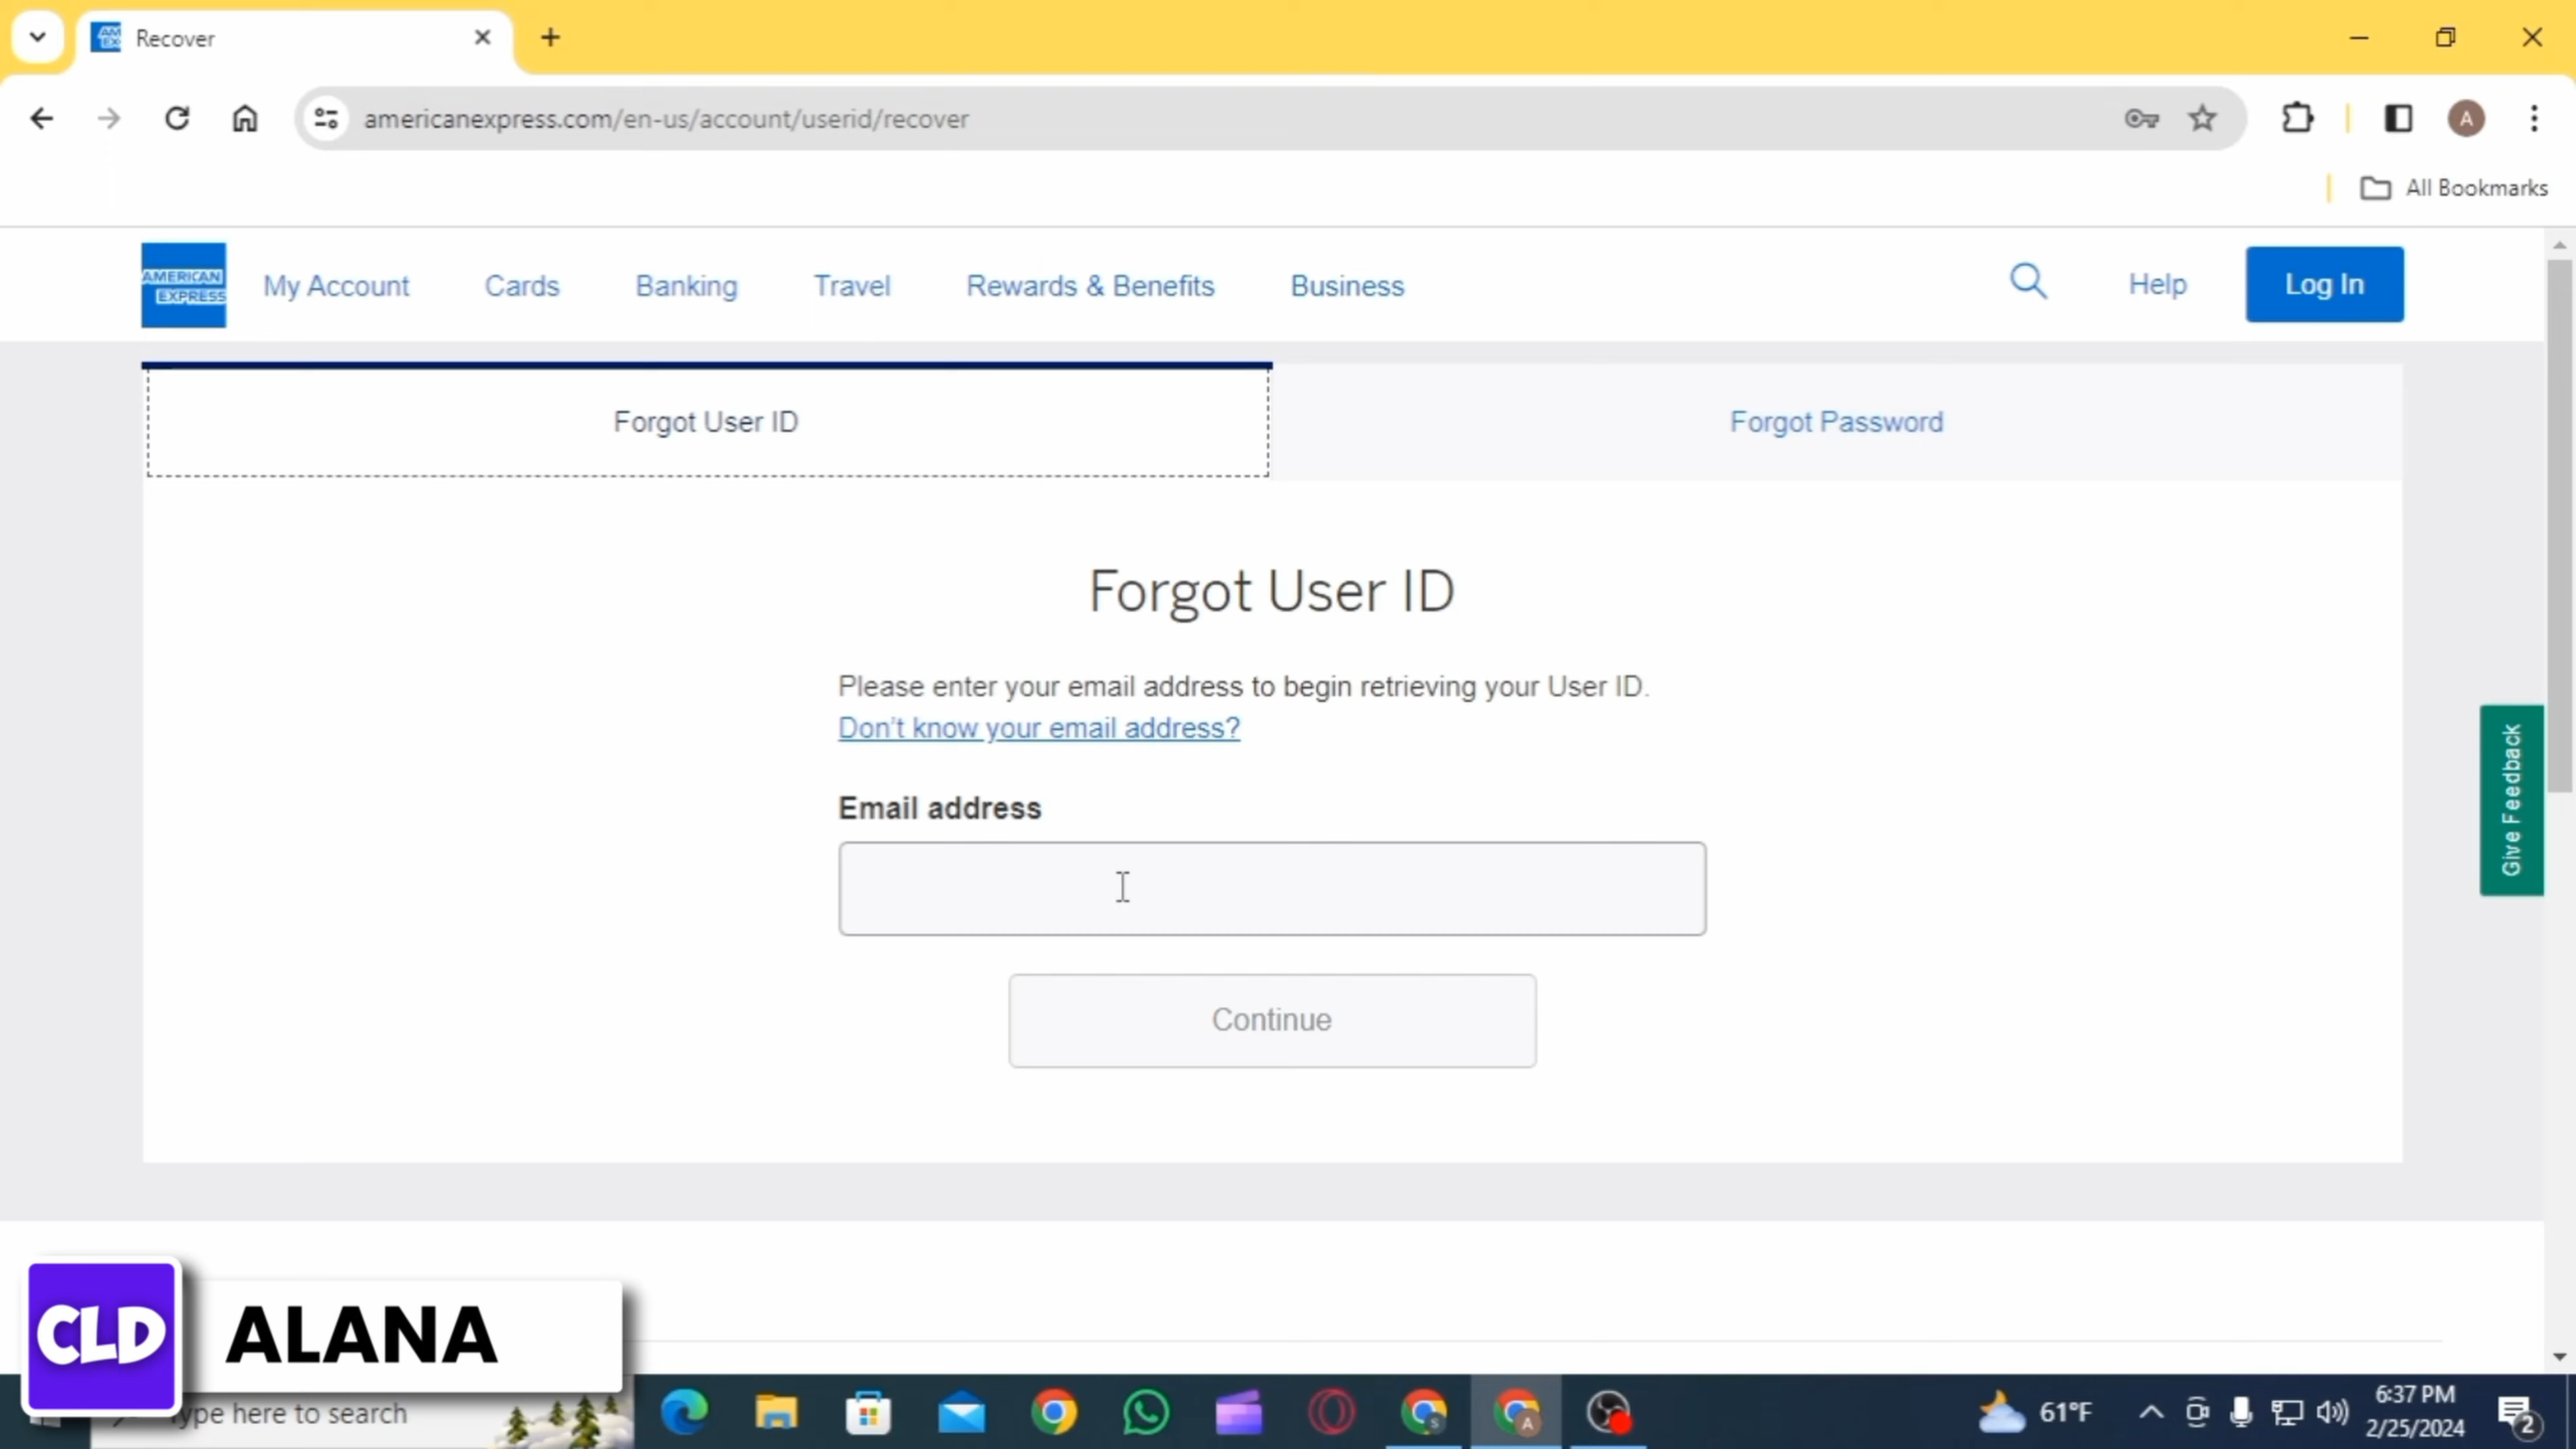 Recover
americanexpress.com/en-us/account/userid/recover
A
All Bookmarks
AMERICAN
EXPRESS
My Account
Cards
Banking
Travel
Rewards & Benefits
Business
Help
Log In
Forgot User ID
Forgot Password
Forgot User ID
Please enter your email address to begin retrieving your User ID.
Don't know your email address?
Email address
Continue
Give Feedback
CLD
ALANA
Type here to search
S
A
61°F
6:37 PM
2/25/2024
2